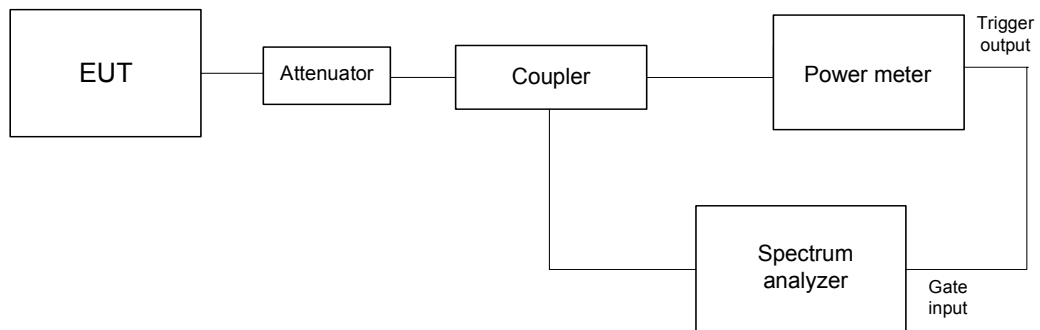 EUT
Attenuator
Coupler
Power meter
Trigger
output
Spectrum
analyzer
Gate
input